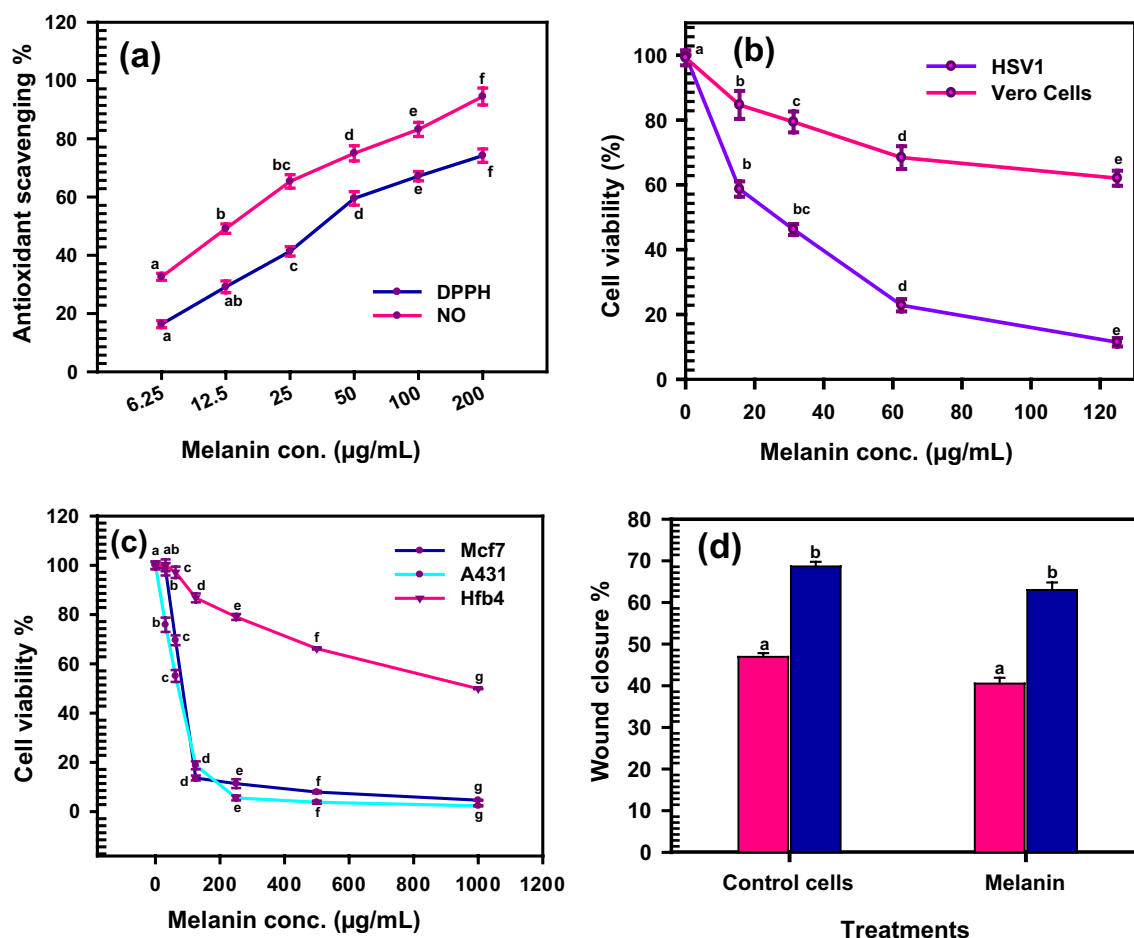 (a)
Antioxidant scavenging %
120
100
80
60
40
20
0
a
b
bc
d
e
f
a
ab
c
d
e
f
DPPH
NO
6.25
12.5
25
50
100
200
Melanin con. (µg/mL)
(b)
Cell viability (%)
100
80
60
40
20
0
a
b
c
d
e
b
bc
d
e
HSV1
Vero Cells
0 20 40 60 80 100 120
Melanin conc. (µg/mL)
(c)
Cell viability %
120
100
80
60
40
20
0
a ab
c
b
d
e
f
g
b
c
c
d
d
e
f
g
e
f
g
Mcf7
A431
Hfb4
0 200 400 600 800 1000 1200
Melanin conc. (µg/mL)
(d)
Wound closure %
80
70
60
50
40
30
20
10
0
a
b
a
b
Control cells Melanin
Treatments